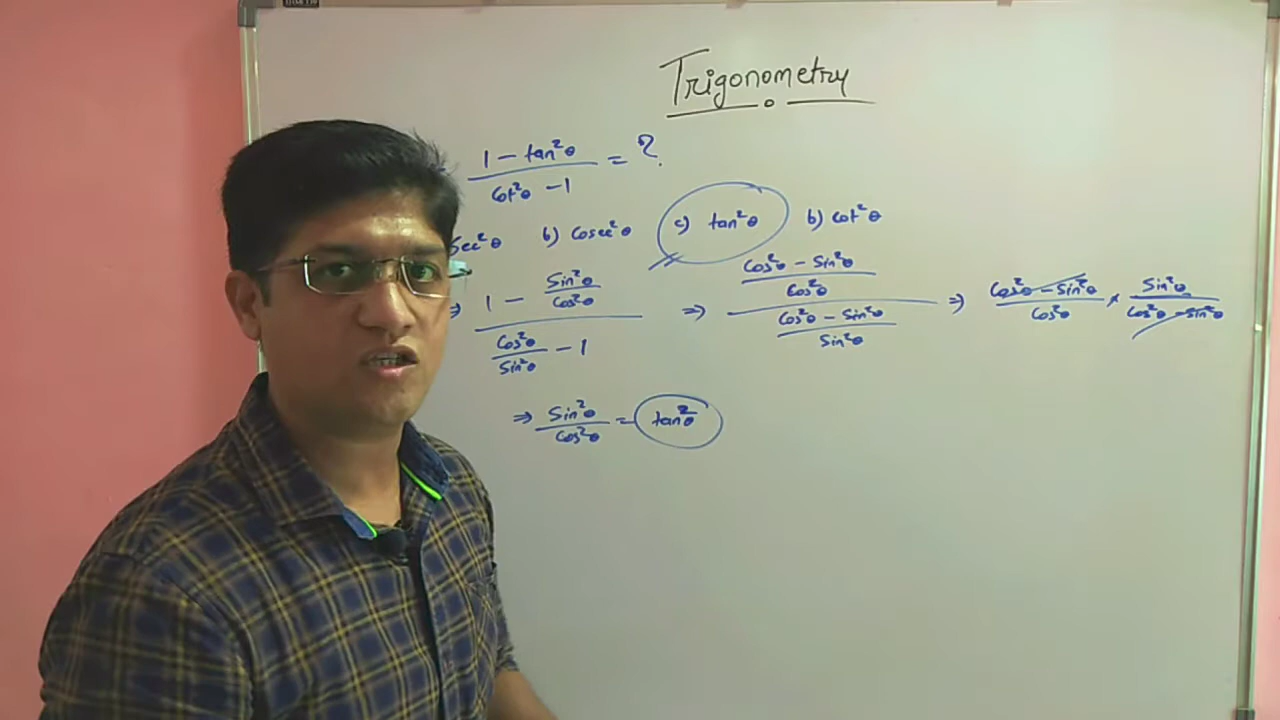 Trigonometry
1 - tan²θ / Cot²θ - 1 = ?
Sec²θ b) Cosec²θ c) tan²θ b) Cot²θ
⇒ 1 - Sin²θ/Cos²θ / Cos²θ/Sin²θ - 1 ⇒ Cos²θ - Sin²θ/Cos²θ / Cos²θ - Sin²θ/Sin²θ ⇒ Cos²θ - Sin²θ/Cos²θ × Sin²θ/Cos²θ - Sin²θ
⇒ Sin²θ/Cos²θ = tan²θ